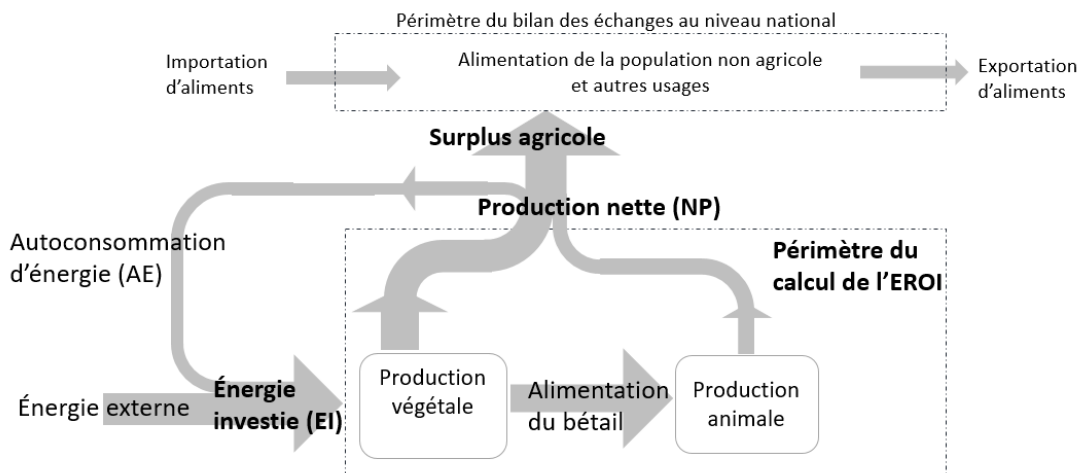 Périmètre du bilan des échanges au niveau national
Importation
d'aliments
Alimentation de la population non agricole
et autres usages
Exportation
d'aliments
Surplus agricole
Production nette (NP)
Autoconsommation
d'énergie (AE)
Périmètre du
calcul de l'EROI
Énergie externe
Énergie
investie (EI)
Production
végétale
Alimentation
du bétail
Production
animale